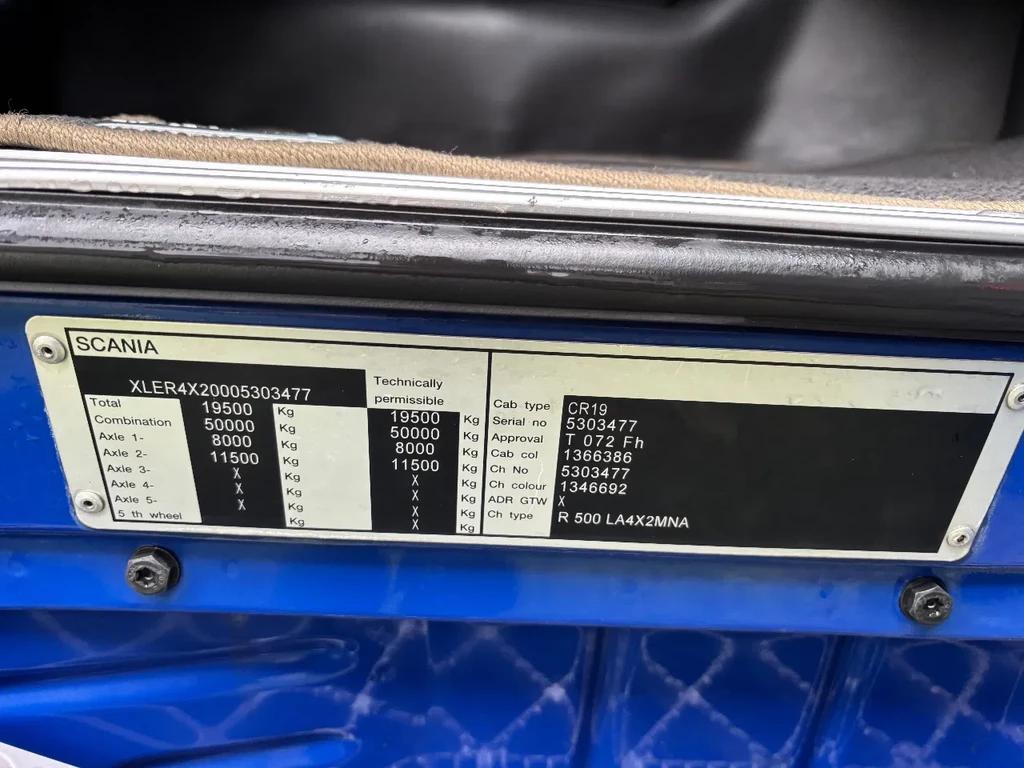 SCANIA
XLER4X20005303477
Technically
permissible
Total 19500 Kg 19500 Kg
Combination 50000 Kg 50000 Kg
Axle 1- 8000 Kg 8000 Kg
Axle 2- 11500 Kg 11500 Kg
Axle 3- X Kg X Kg
Axle 4- X Kg X Kg
Axle 5- X Kg X Kg
5 th wheel Kg X Kg
Cab type CR19
Serial no 5303477
Approval T 072 Fh
Cab col 1366386
Ch No 5303477
Ch colour 1346692
ADR GTW X
Ch type R 500 LA4X2MNA